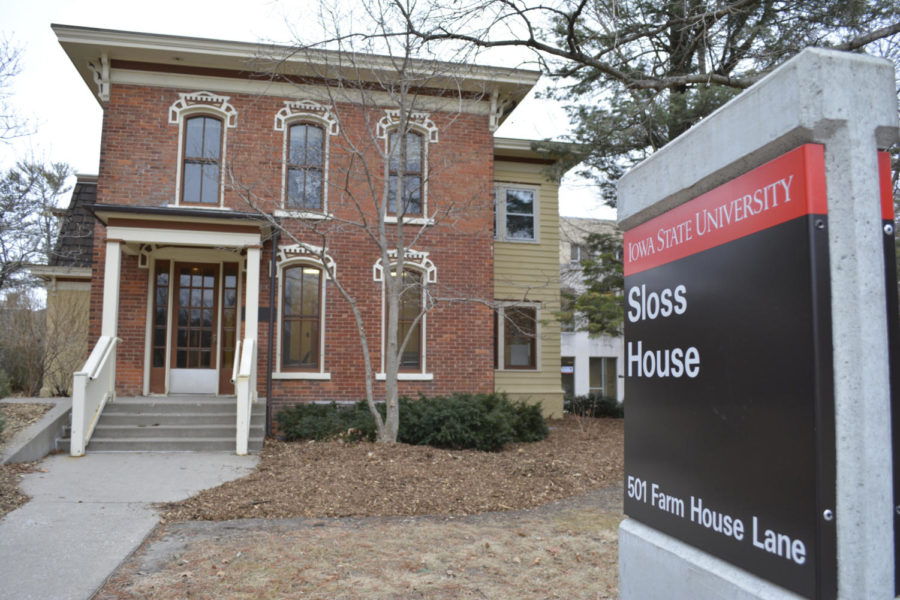 IOWA STATE UNIVERSITY
Sloss
House
501 Farm House Lane